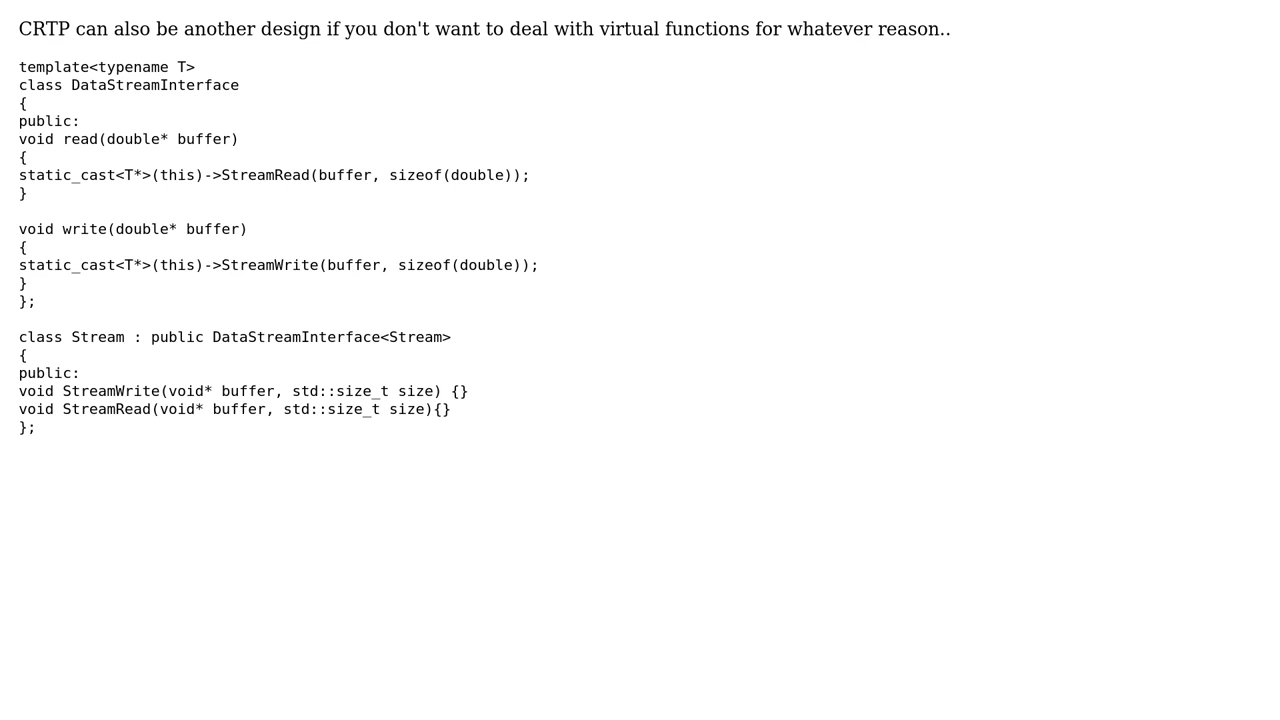 CRTP can also be another design if you don't want to deal with virtual functions for whatever reason..
template<typename T>
class DataStreamInterface
{
public:
void read(double* buffer)
{
static_cast<T*>(this)->StreamRead(buffer, sizeof(double));
}

void write(double* buffer)
{
static_cast<T*>(this)->StreamWrite(buffer, sizeof(double));
}
};

class Stream : public DataStreamInterface<Stream>
{
public:
void StreamWrite(void* buffer, std::size_t size) {}
void StreamRead(void* buffer, std::size_t size){}
};